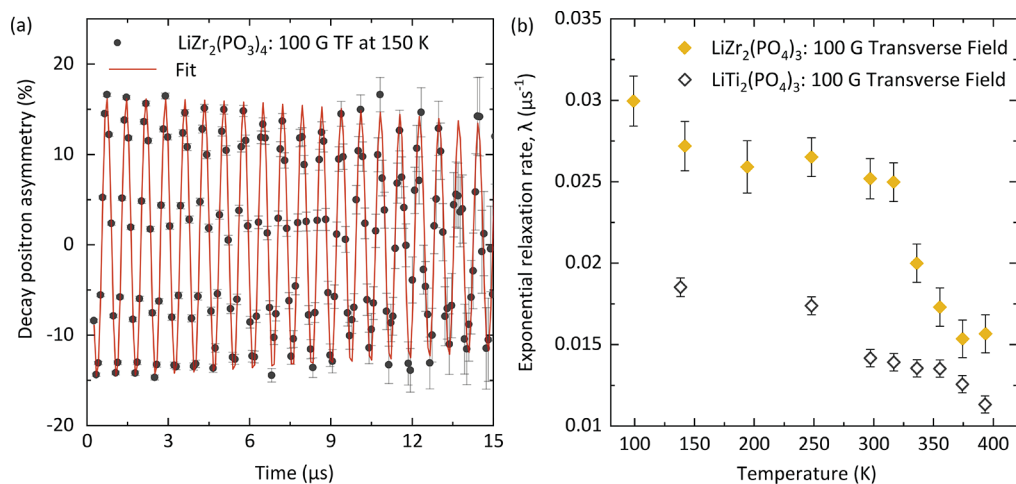 (a)
LiZr₂(PO₃)₄: 100 G TF at 150 K
Fit
Decay positron asymmetry (%)
20
10
0
-10
-20
0
3
6
9
12
15
Time (μs)
(b)
LiZr₂(PO₄)₃: 100 G Transverse Field
LiTi₂(PO₄)₃: 100 G Transverse Field
Exponential relaxation rate, λ (μs⁻¹)
0.035
0.03
0.025
0.02
0.015
0.01
100
150
200
250
300
350
400
Temperature (K)